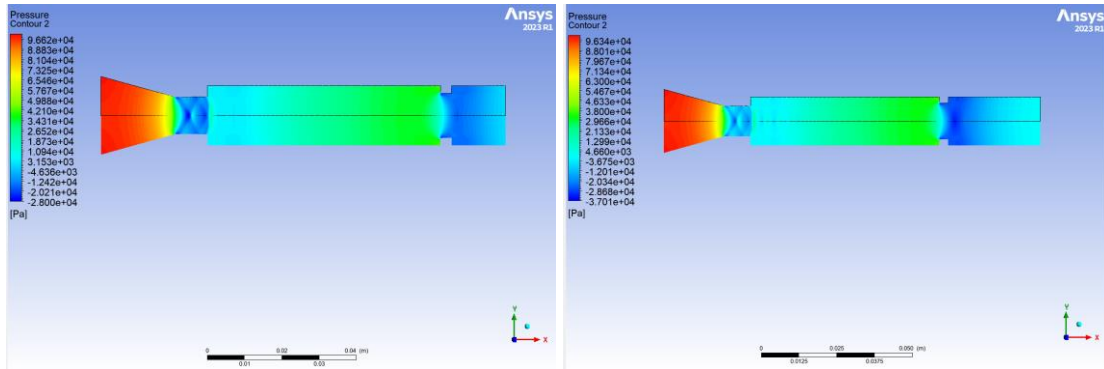 Pressure
Contour 2
9.662e+04
8.883e+04
8.104e+04
7.325e+04
6.546e+04
5.767e+04
4.988e+04
4.210e+04
3.431e+04
2.652e+04
1.873e+04
1.094e+04
3.153e+03
-4.636e+03
-1.242e+04
-2.021e+04
-2.800e+04
[Pa]
Ansys
2023 R1
0 0.02 0.04 (m)
0.01 0.03
Y
X
Pressure
Contour 2
9.634e+04
8.801e+04
7.967e+04
7.134e+04
6.300e+04
5.467e+04
4.633e+04
3.800e+04
2.966e+04
2.133e+04
1.299e+04
4.660e+03
-3.675e+03
-1.201e+04
-2.034e+04
-2.868e+04
-3.701e+04
[Pa]
Ansys
2023 R1
0 0.025 0.050 (m)
0.0125 0.0375
Y
X